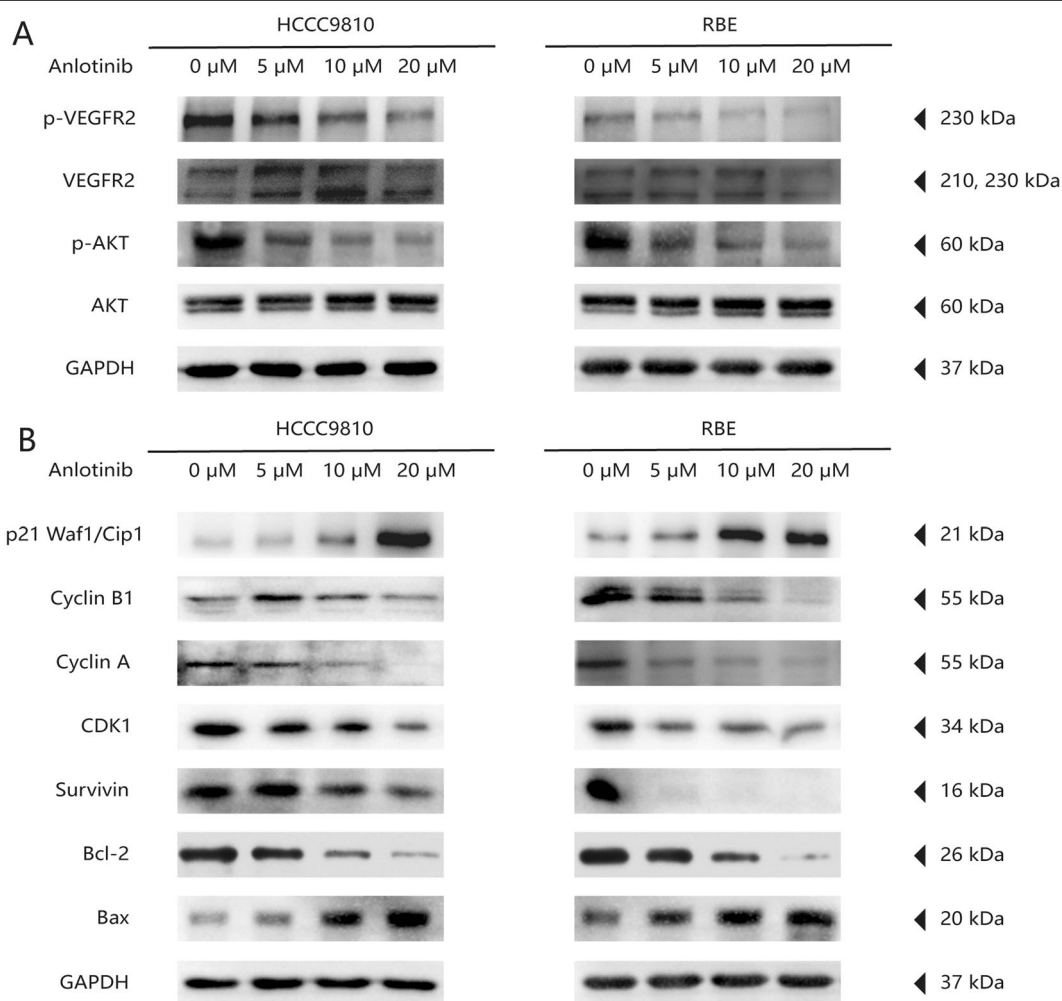 A
HCCC9810 RBE
Anlotinib 0 μM 5 μM 10 μM 20 μM 0 μM 5 μM 10 μM 20 μM
p-VEGFR2 230 kDa
VEGFR2 210, 230 kDa
p-AKT 60 kDa
AKT 60 kDa
GAPDH 37 kDa
B
HCCC9810 RBE
Anlotinib 0 μM 5 μM 10 μM 20 μM 0 μM 5 μM 10 μM 20 μM
p21 Waf1/Cip1 21 kDa
Cyclin B1 55 kDa
Cyclin A 55 kDa
CDK1 34 kDa
Survivin 16 kDa
Bcl-2 26 kDa
Bax 20 kDa
GAPDH 37 kDa